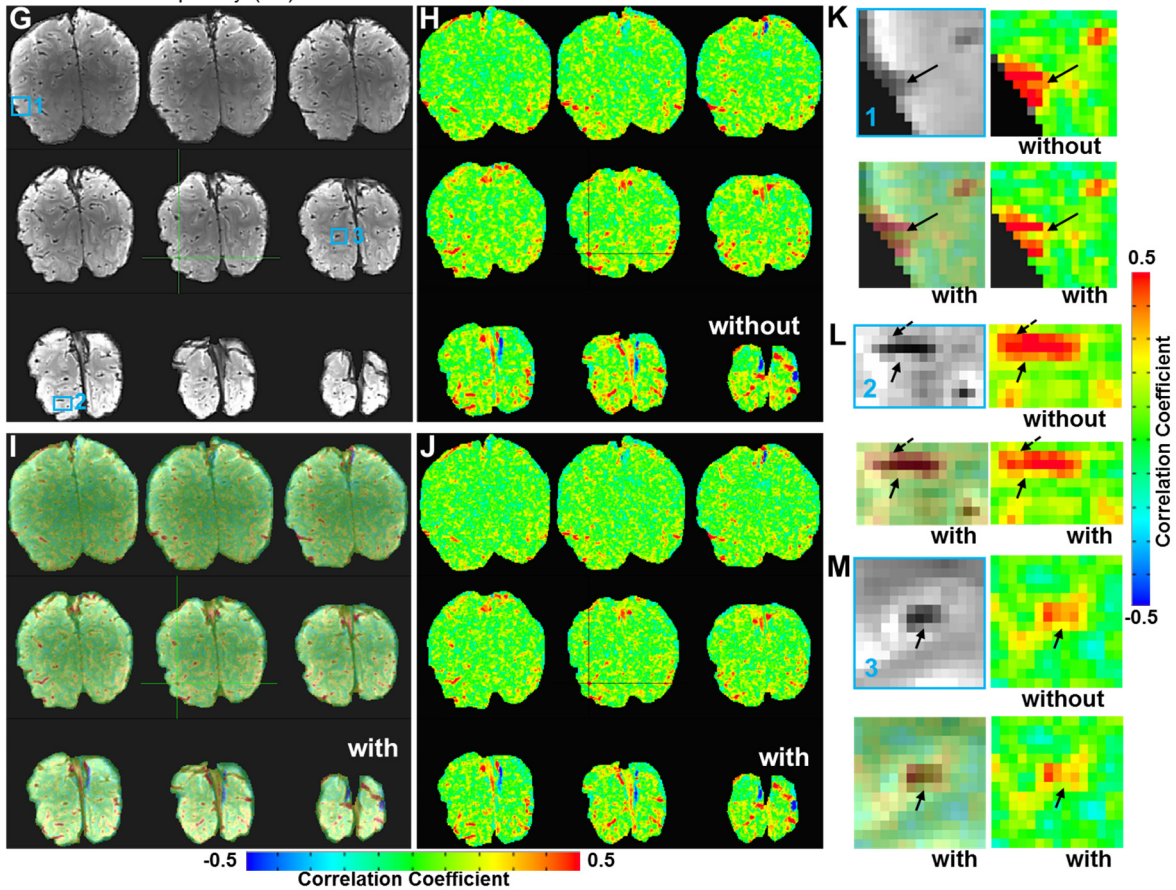 G
H
K
1
1
without
3
with
with
0.5
without
L
2
2
without
I
J
with
with
M
Correlation Coefficient
-0.5
3
without
with
with
with
with
-0.5
0.5
Correlation Coefficient